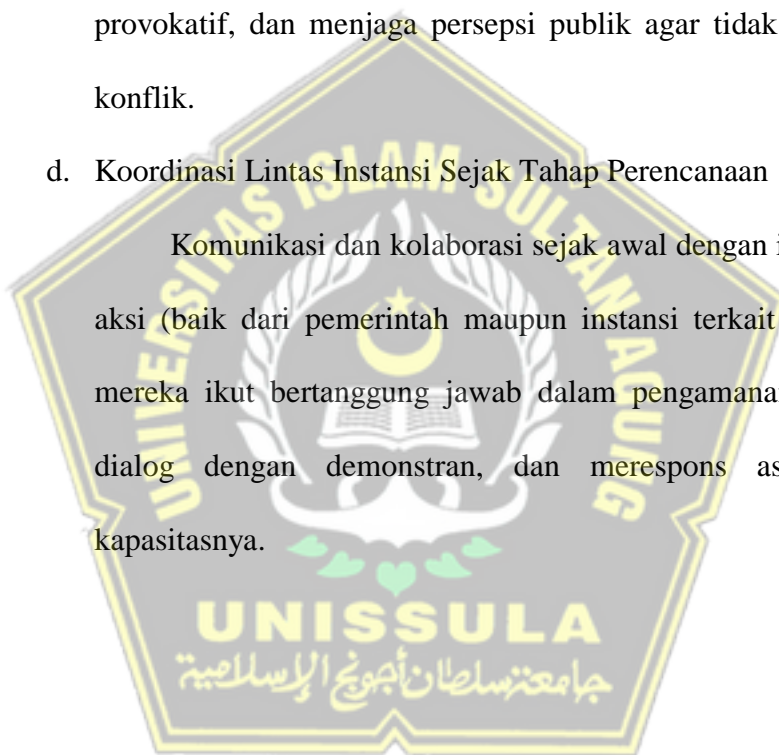 provokatif, dan menjaga persepsi publik agar tidak
konflik.
d. Koordinasi Lintas Instansi Sejak Tahap Perencanaan
Komunikasi dan kolaborasi sejak awal dengan i
aksi (baik dari pemerintah maupun instansi terkait
mereka ikut bertanggung jawab dalam pengamana
dialog dengan demonstran, dan merespons as
kapasitasnya.
UNIVERSITAS ISLAM SULTAN AGUNG
UNISSULA
جامعة سلطان أجونج الإسلامية